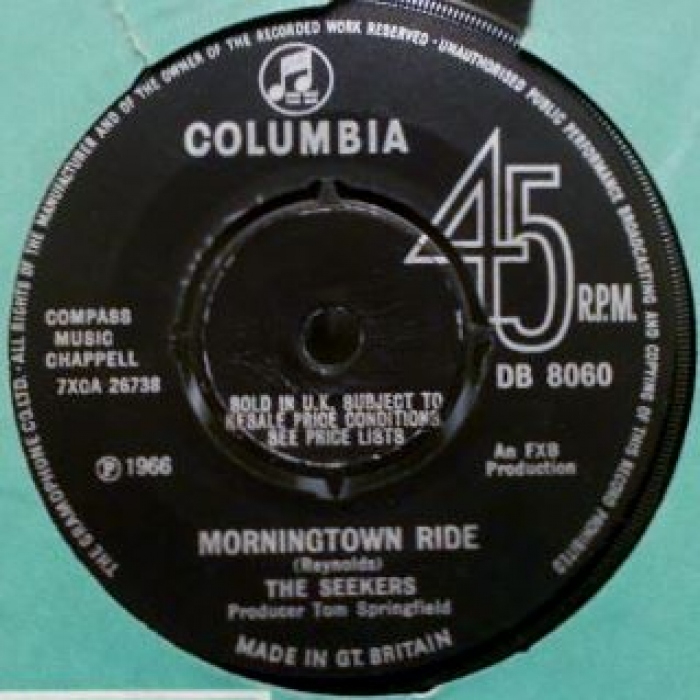 THE GRAMOPHONE CO. LTD. · ALL RIGHTS OF THE MANUFACTURER AND OF THE OWNER OF THE RECORDED WORK RESERVED · UNAUTHORISED PUBLIC PERFORMANCE BROADCASTING AND COPYING OF THIS RECORD PROHIBITED
COLUMBIA
45
R.P.M.
DB 8060
COMPASS
MUSIC
CHAPPELL
7XCA 26738
SOLD IN U.K. SUBJECT TO
RESALE PRICE CONDITIONS
SEE PRICE LISTS
℗ 1966
An FXB
Production
MORNINGTOWN RIDE
(Reynolds)
THE SEEKERS
Producer Tom Springfield
MADE IN GT. BRITAIN